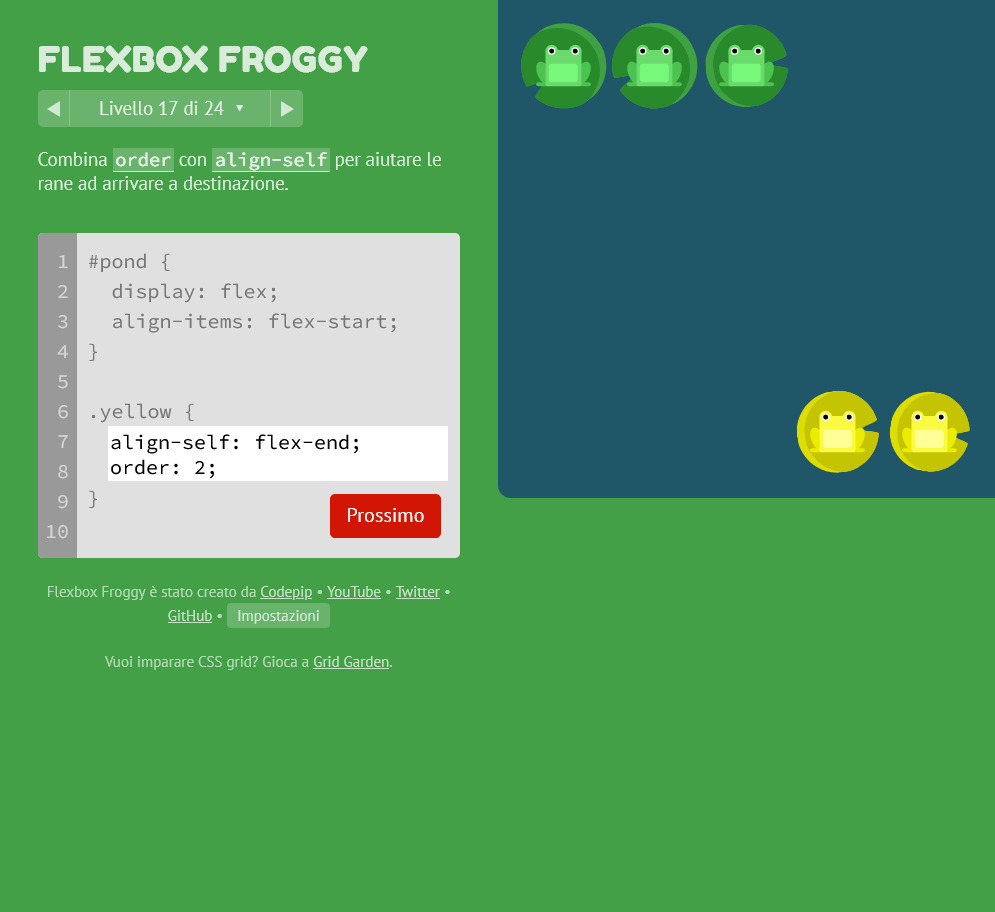 FLEXBOX FROGGY
Livello 17 di 24 ▼
Combina order con align-self per aiutare le
rane ad arrivare a destinazione.
1 #pond {
2 display: flex;
3 align-items: flex-start;
4 }
5
6 .yellow {
7 align-self: flex-end;
8 order: 2;
9 }
10
Prossimo
Flexbox Froggy è stato creato da Codepip • YouTube • Twitter •
GitHub • Impostazioni
Vuoi imparare CSS grid? Gioca a Grid Garden.